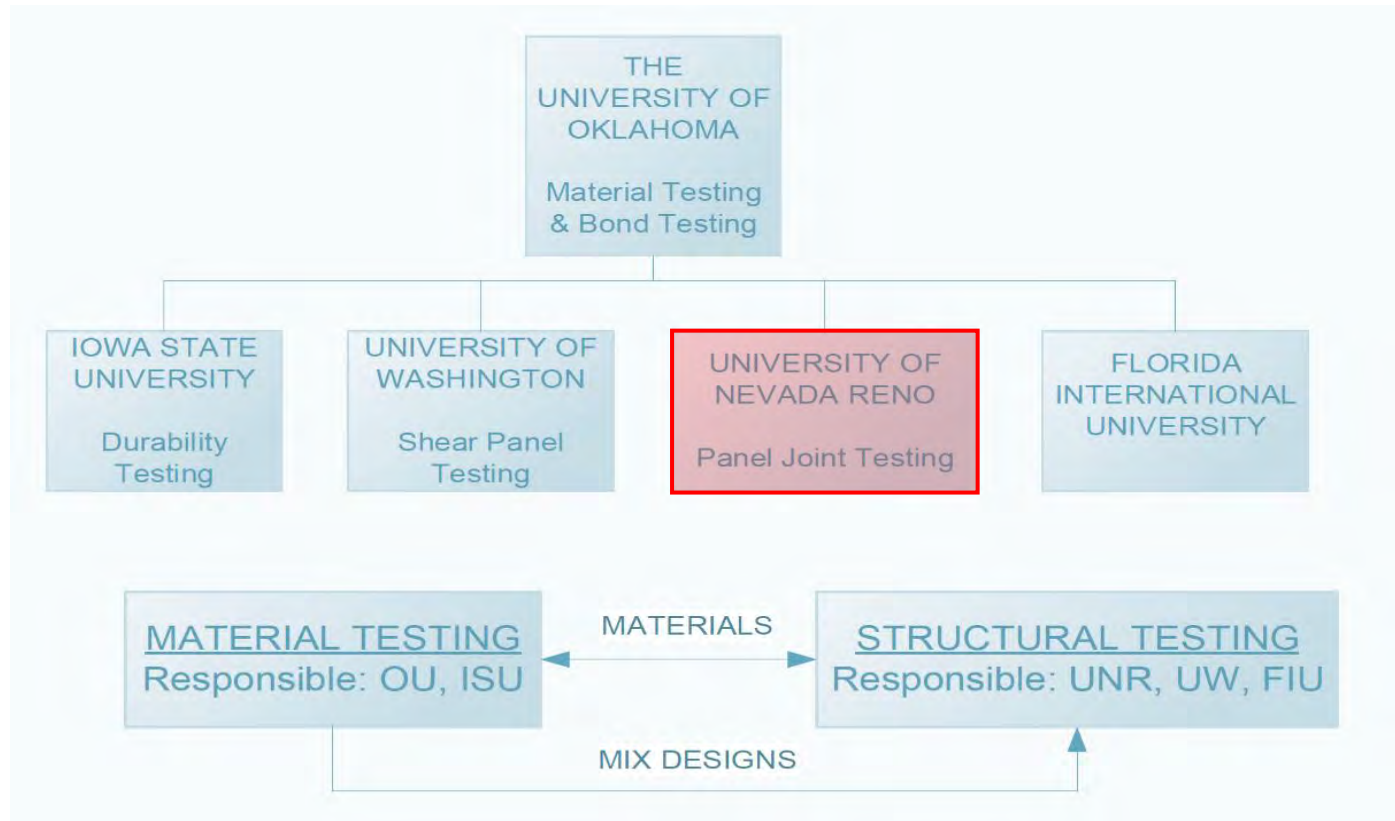 THE
UNIVERSITY OF
OKLAHOMA
Material Testing
& Bond Testing
IOWA STATE
UNIVERSITY
Durability
Testing
UNIVERSITY OF
WASHINGTON
Shear Panel
Testing
UNIVERSITY OF
NEVADA RENO
Panel Joint Testing
FLORIDA
INTERNATIONAL
UNIVERSITY
MATERIAL TESTING
Responsible: OU, ISU
MATERIALS
STRUCTURAL TESTING
Responsible: UNR, UW, FIU
MIX DESIGNS